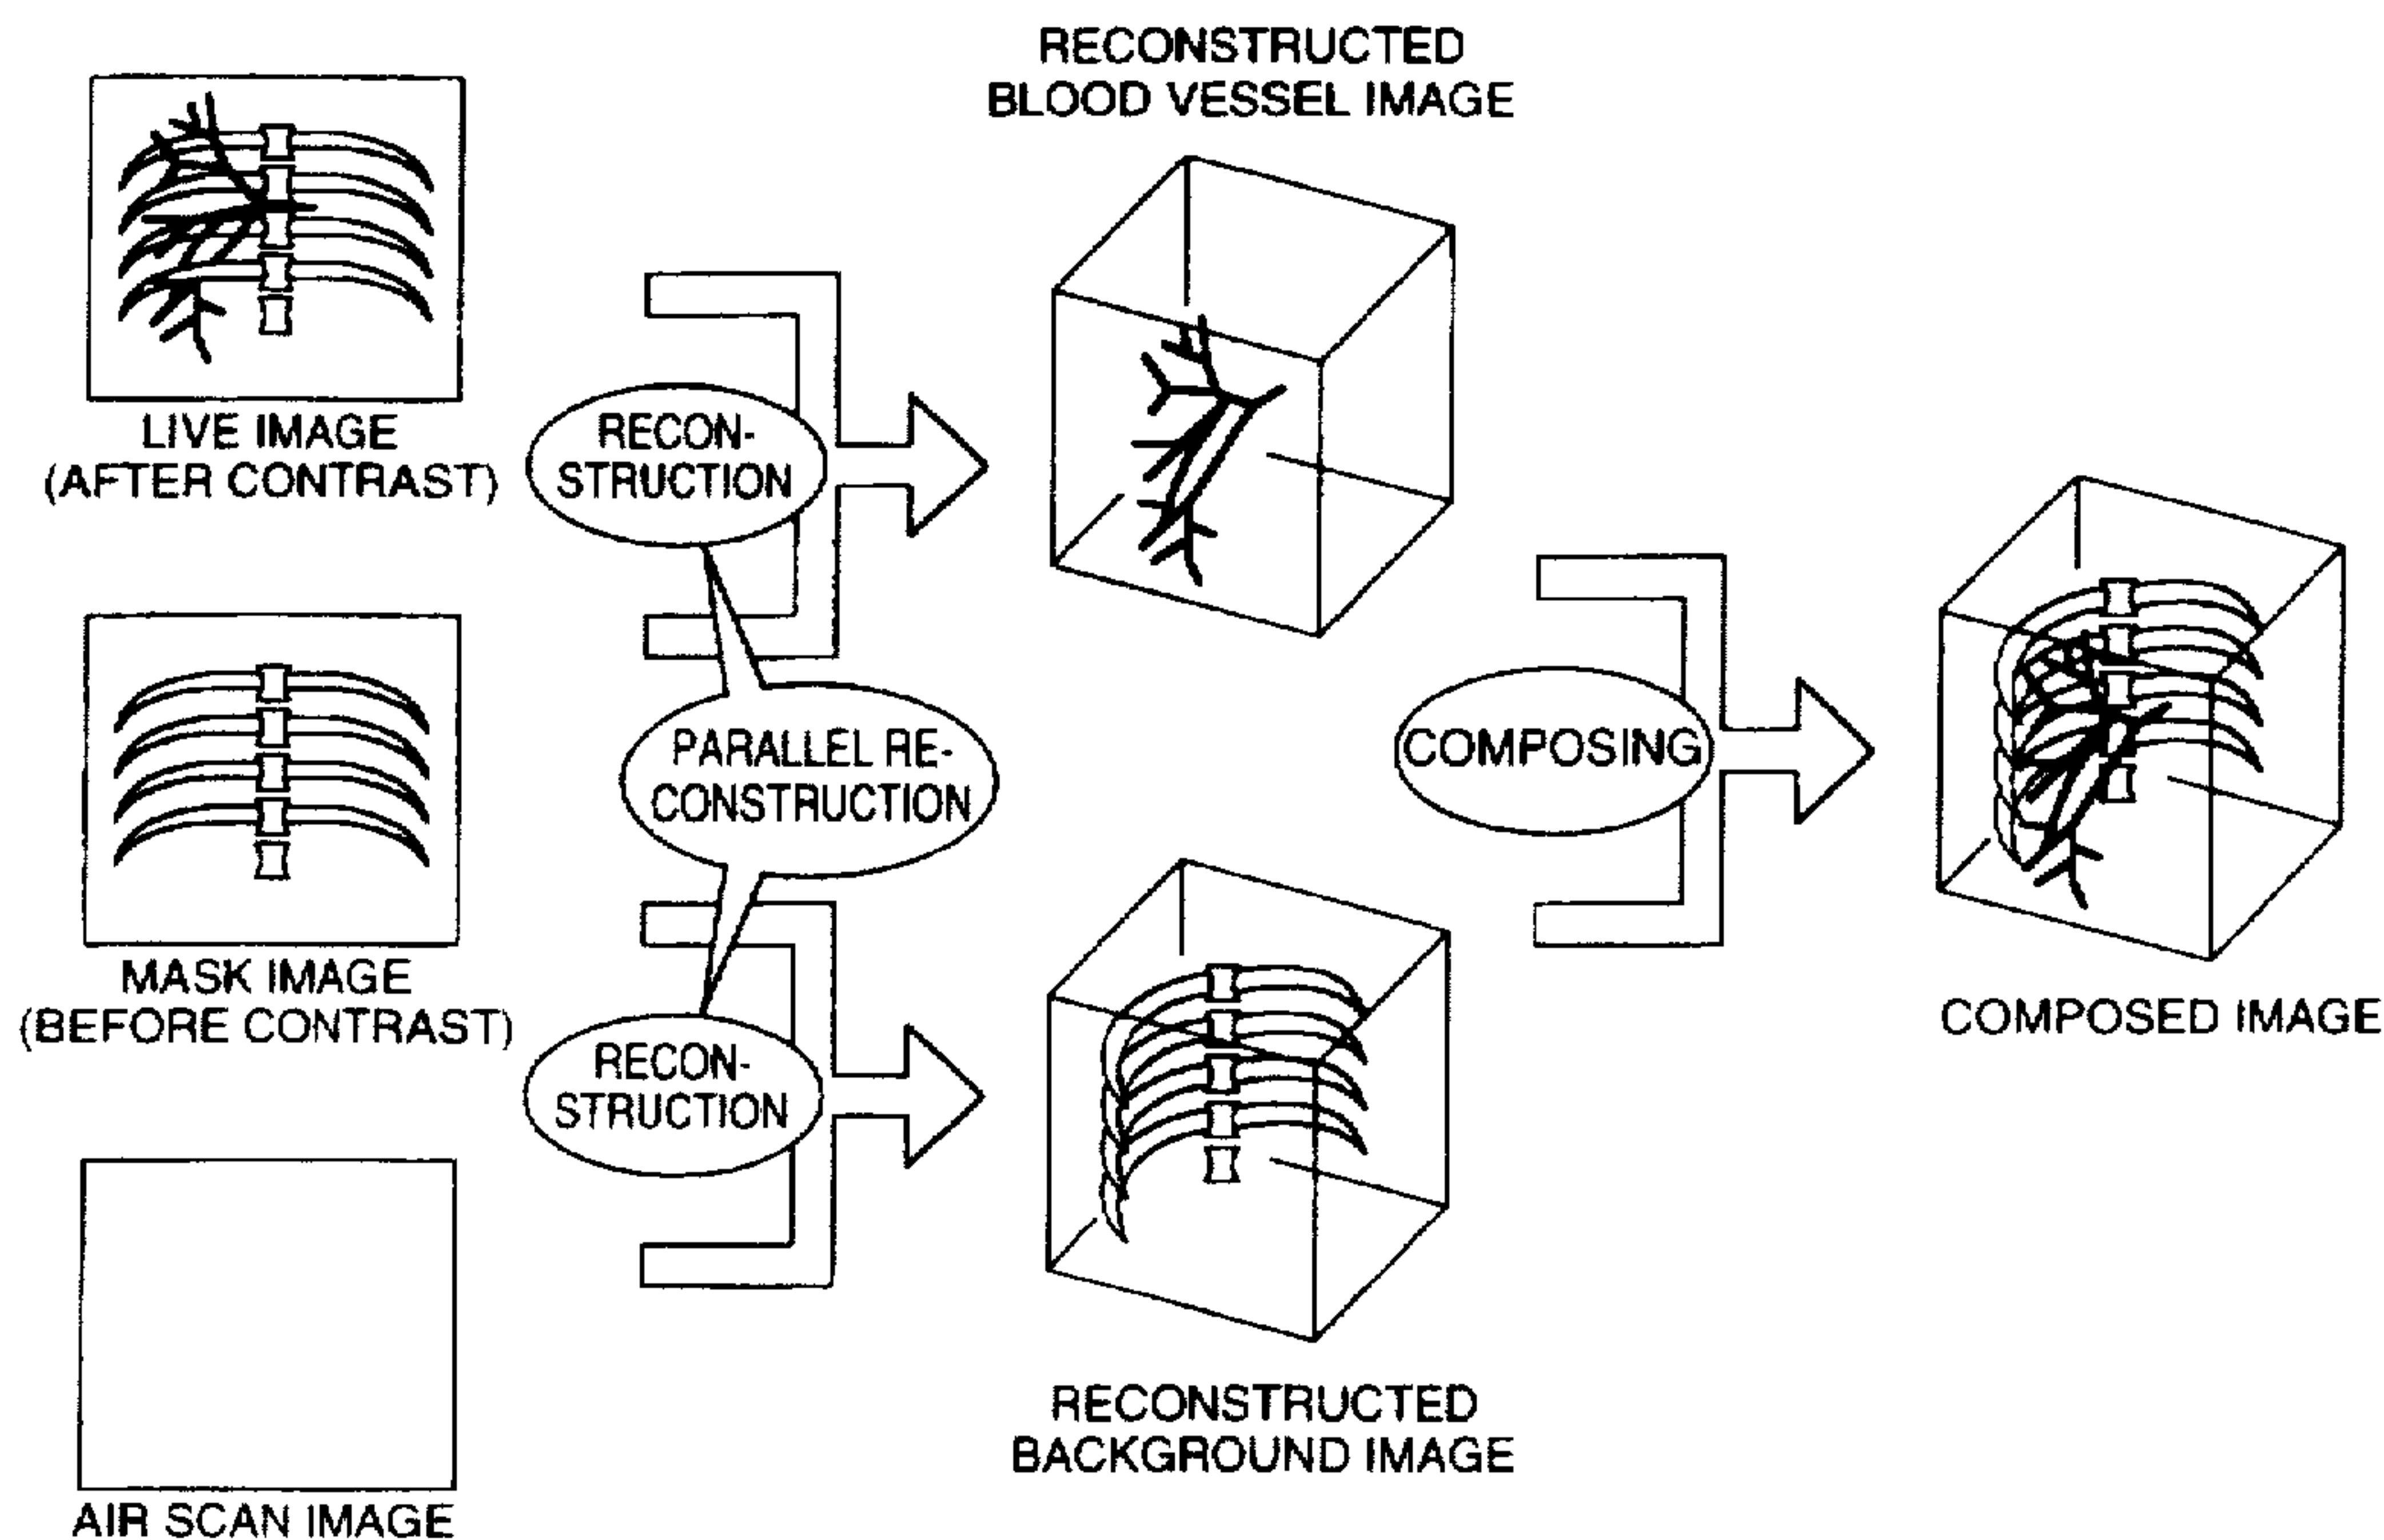 RECONSTRUCTED
BLOOD VESSEL IMAGE
LIVE IMAGE
(AFTER CONTRAST)
RECON-
STRUCTION
MASK IMAGE
(BEFORE CONTRAST)
PARALLEL RE-
CONSTRUCTION
COMPOSING
COMPOSED IMAGE
RECON-
STRUCTION
RECONSTRUCTED
BACKGROUND IMAGE
AIR SCAN IMAGE